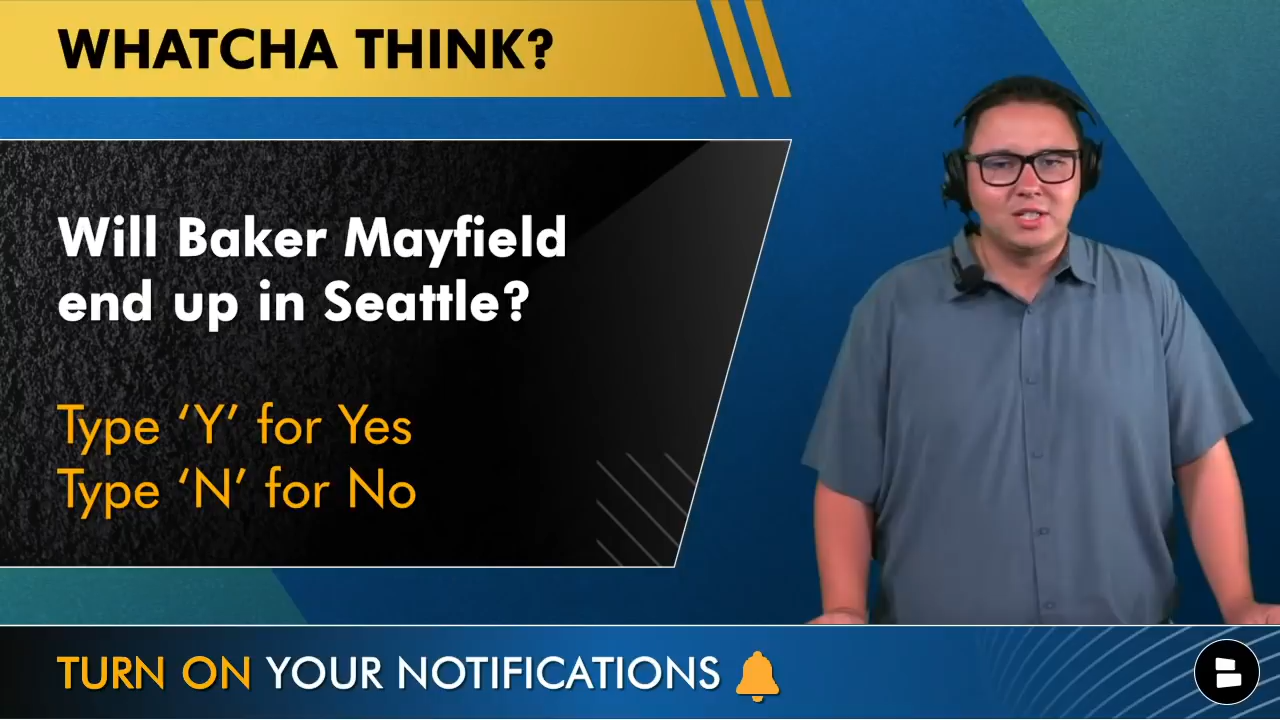 WHATCHA THINK?
Will Baker Mayfield
end up in Seattle?
Type ‘Y’ for Yes
Type ‘N’ for No
TURN ON YOUR NOTIFICATIONS